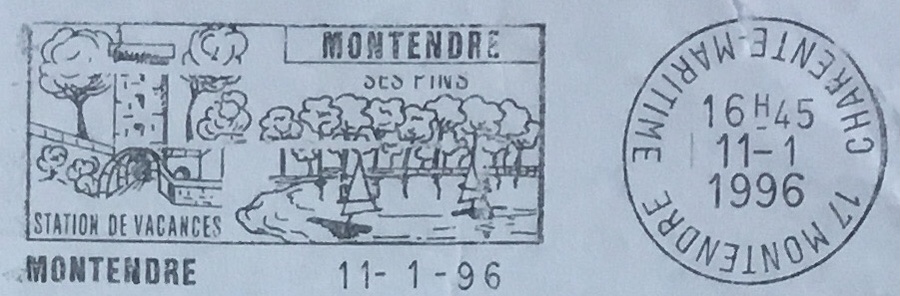 MONTENDRE
SES PINS
STATION DE VACANCES
MONTENDRE 11-1-96
17 MONTENDRE
CHARENTE-MARITIME
16H45
11-1
1996